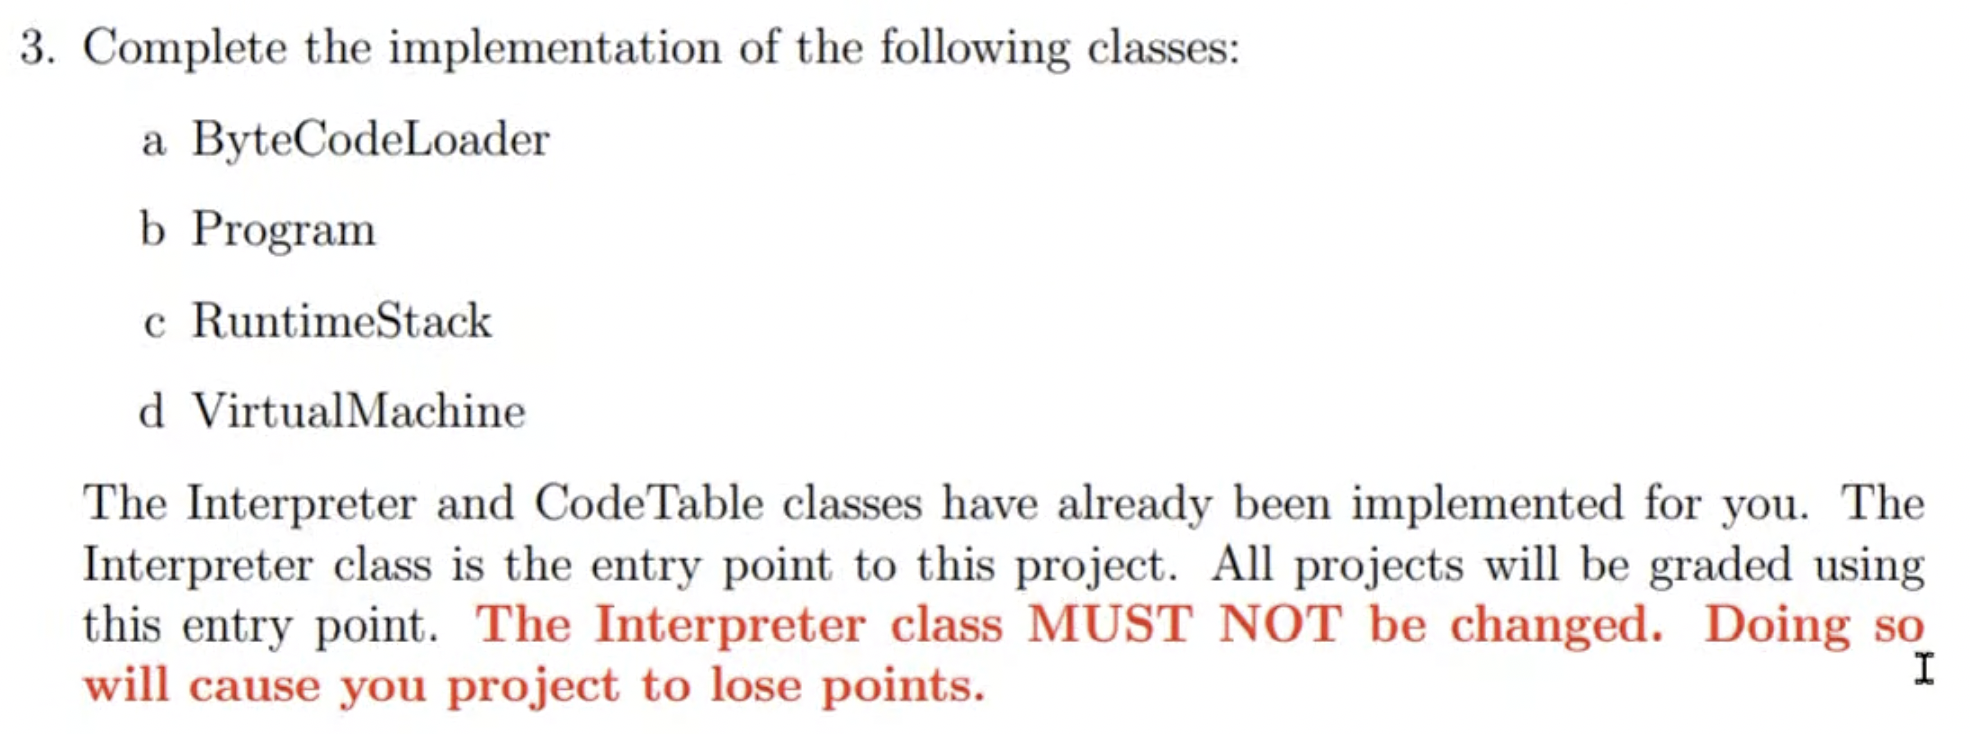 3. Complete the implementation of the following classes:
a ByteCodeLoader
b Program
c RuntimeStack
d VirtualMachine
The Interpreter and CodeTable classes have already been implemented for you. The
Interpreter class is the entry point to this project. All projects will be graded using
this entry point. The Interpreter class MUST NOT be changed. Doing so
will cause you project to lose points.